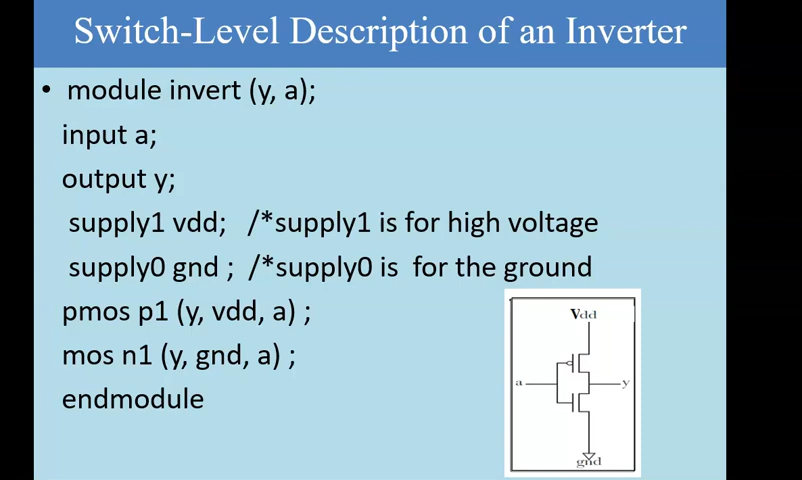 Switch-Level Description of an Inverter
• module invert (y, a);
input a;
output y;
supply1 vdd; /*supply1 is for high voltage
supply0 gnd ; /*supply0 is for the ground
pmos p1 (y, vdd, a) ;
mos n1 (y, gnd, a) ;
endmodule
Vdd
a
y
gnd